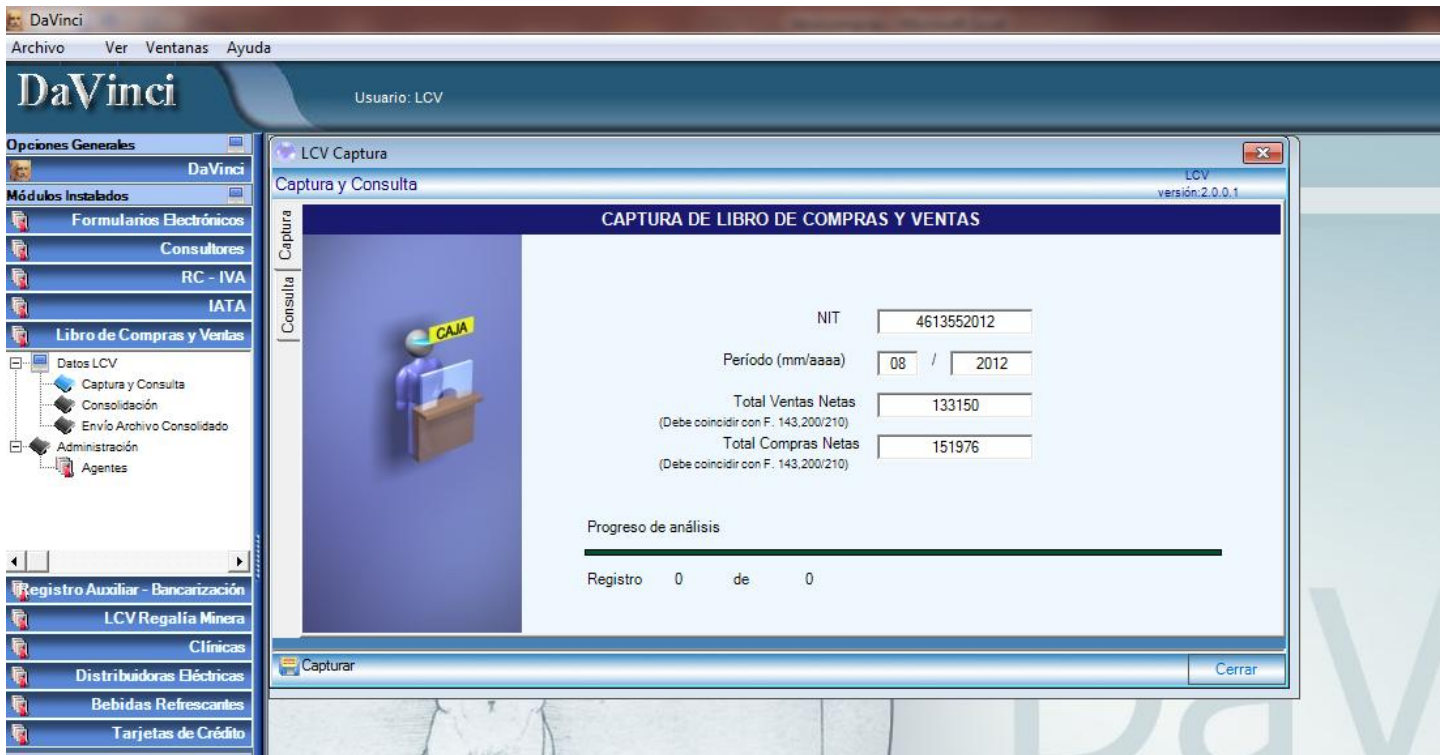 DaVinci
Archivo Ver Ventanas Ayuda
DaVinci
Usuario: LCV
Opciones Generales
DaVinci
Módulos Instalados
Formularios Electrónicos
Consultores
RC - IVA
IATA
Libro de Compras y Ventas
Datos LCV
Captura y Consulta
Consolidación
Envío Archivo Consolidado
Administración
Agentes
Registro Auxiliar - Bancarización
LCV Regalía Minera
Clínicas
Distribuidoras Eléctricas
Bebidas Refrescantes
Tarjetas de Crédito
LCV Captura
Captura y Consulta
LCV
versión:2.0.0.1
Captura
Consulta
CAPTURA DE LIBRO DE COMPRAS Y VENTAS
CAJA
NIT 4613552012
Período (mm/aaaa) 08 / 2012
Total Ventas Netas 133150
(Debe coincidir con F. 143,200/210)
Total Compras Netas 151976
(Debe coincidir con F. 143,200/210)
Progreso de análisis
Registro 0 de 0
Capturar
Cerrar
DaV